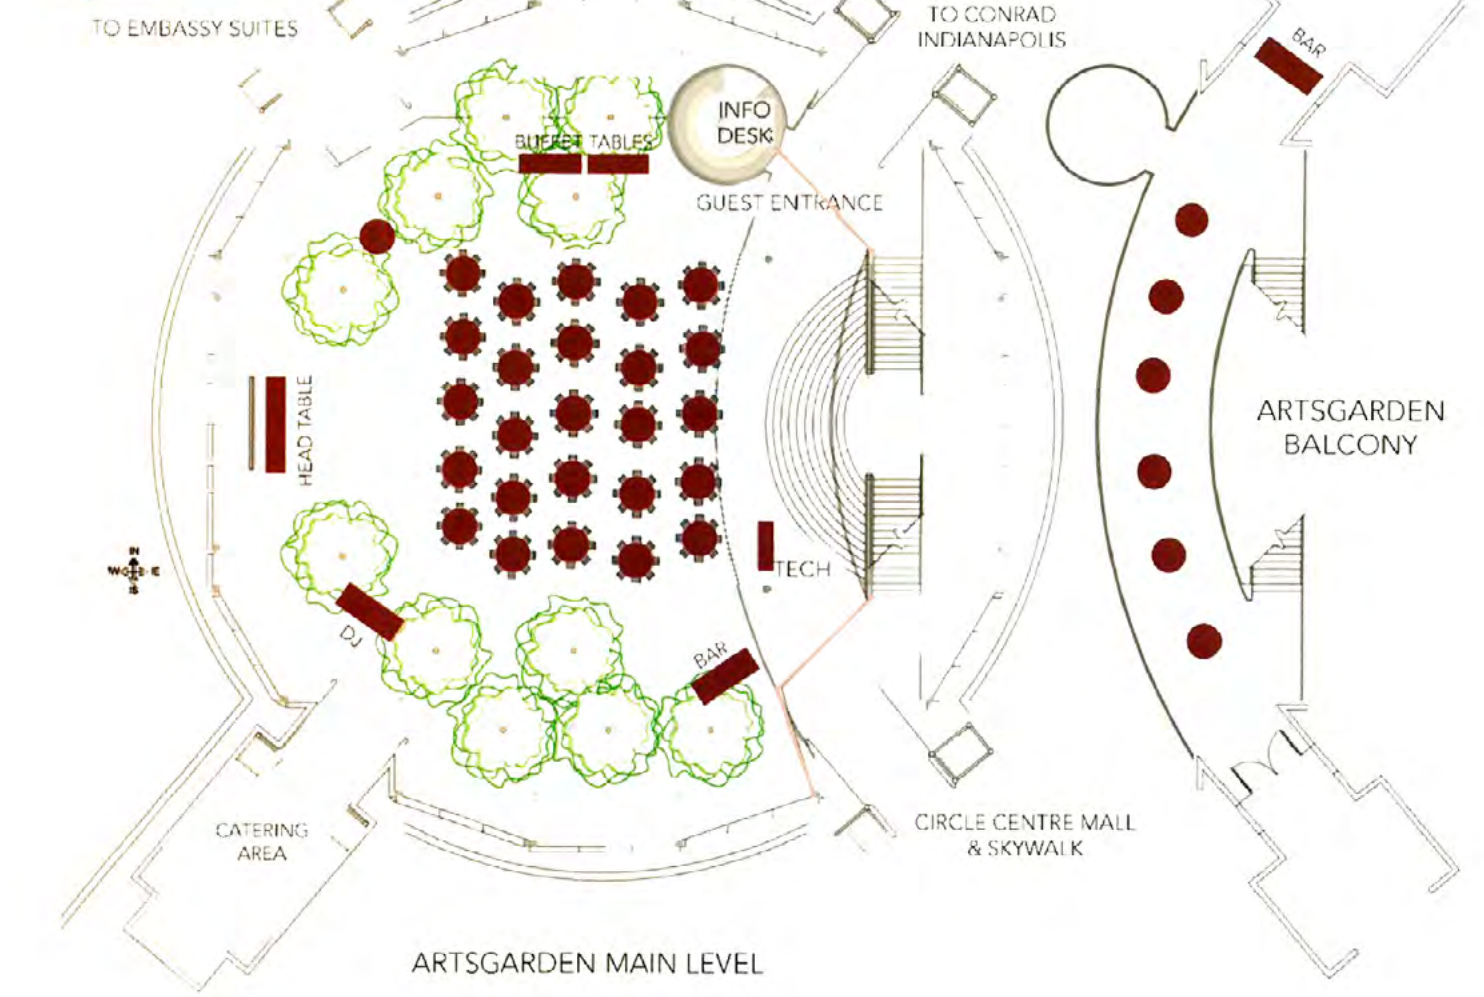 TO EMBASSY SUITES
TO CONRAD
INDIANAPOLIS
BAR
INFO
DESK
BUFFET TABLES
GUEST ENTRANCE
HEAD TABLE
ARTSGARDEN
BALCONY
N
W E
S
TECH
DJ
BAR
CATERING
AREA
CIRCLE CENTRE MALL
& SKYWALK
ARTSGARDEN MAIN LEVEL